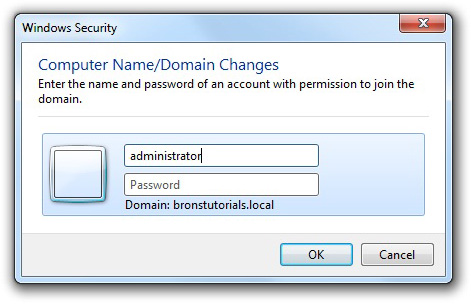 Windows Security
Computer Name/Domain Changes
Enter the name and password of an account with permission to join the
domain.
administrator
Password
Domain: bronstutorials.local
OK
Cancel